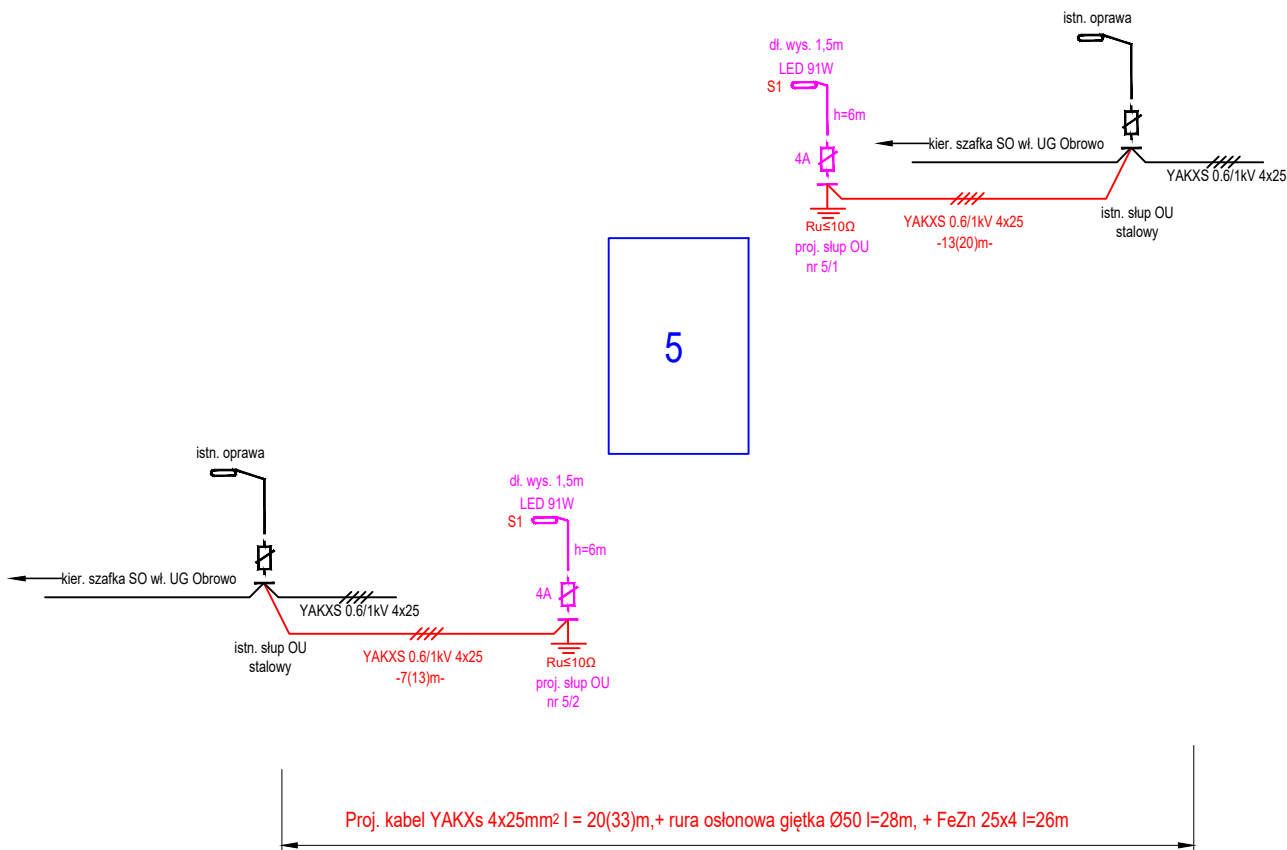 istn. oprawa
dł. wys. 1,5m
LED 91W
S1
h=6m
4A
kier. szafka SO wł. UG Obrowo
YAKXS 0.6/1kV 4x25
Ru≤10Ω
proj. słup OU
nr 5/1
YAKXS 0.6/1kV 4x25
-13(20)m-
istn. słup OU
stalowy
5
istn. oprawa
dł. wys. 1,5m
LED 91W
S1
h=6m
4A
kier. szafka SO wł. UG Obrowo
YAKXS 0.6/1kV 4x25
istn. słup OU
stalowy
YAKXS 0.6/1kV 4x25
-7(13)m-
Ru≤10Ω
proj. słup OU
nr 5/2
Proj. kabel YAKXs 4x25mm² l = 20(33)m,+ rura osłonowa giętka Ø50 l=28m, + FeZn 25x4 l=26m